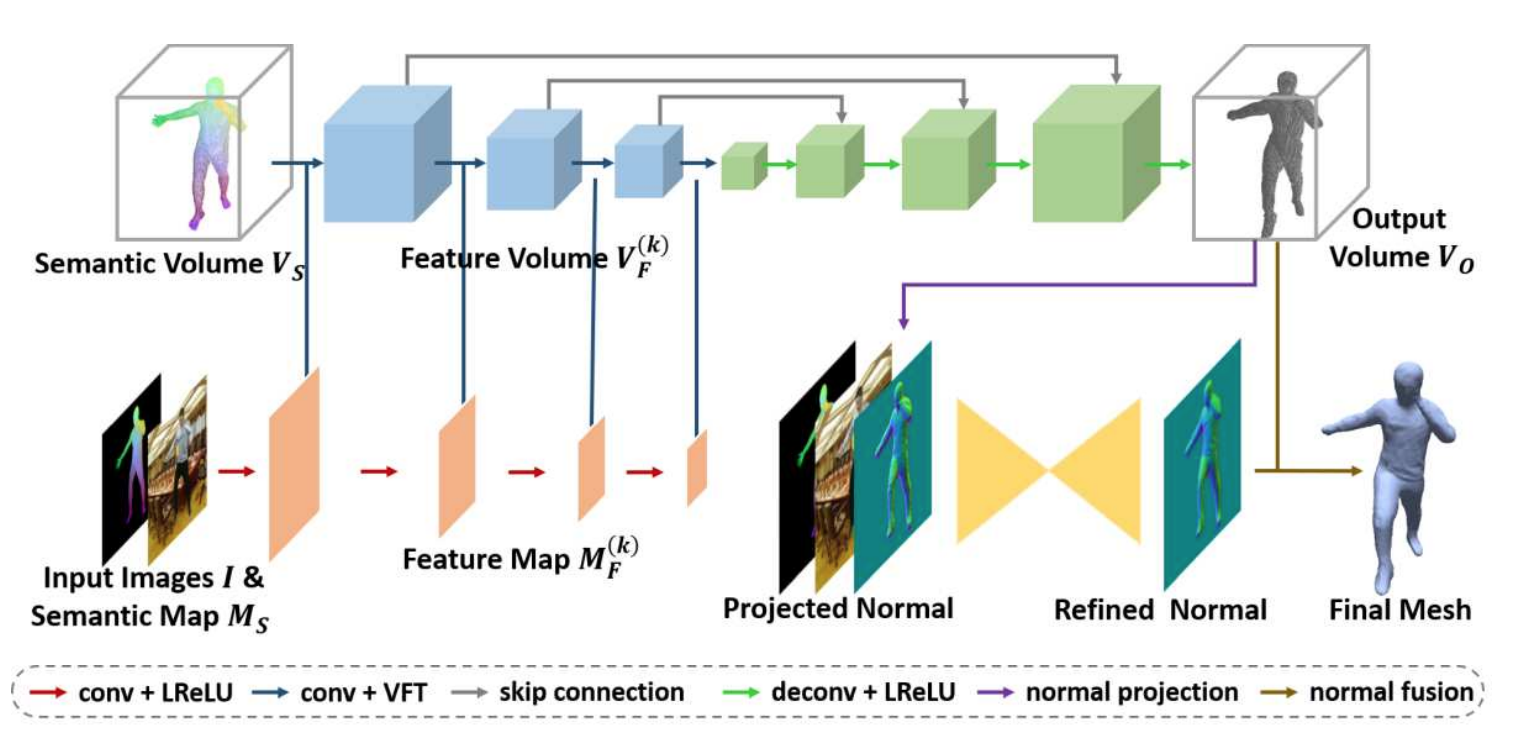 Semantic Volume V_S
Feature Volume V_F^{(k)}
Output
Volume V_O
Input Images I &
Semantic Map M_S
Feature Map M_F^{(k)}
Projected Normal
Refined Normal
Final Mesh
conv + LReLU
conv + VFT
skip connection
deconv + LReLU
normal projection
normal fusion